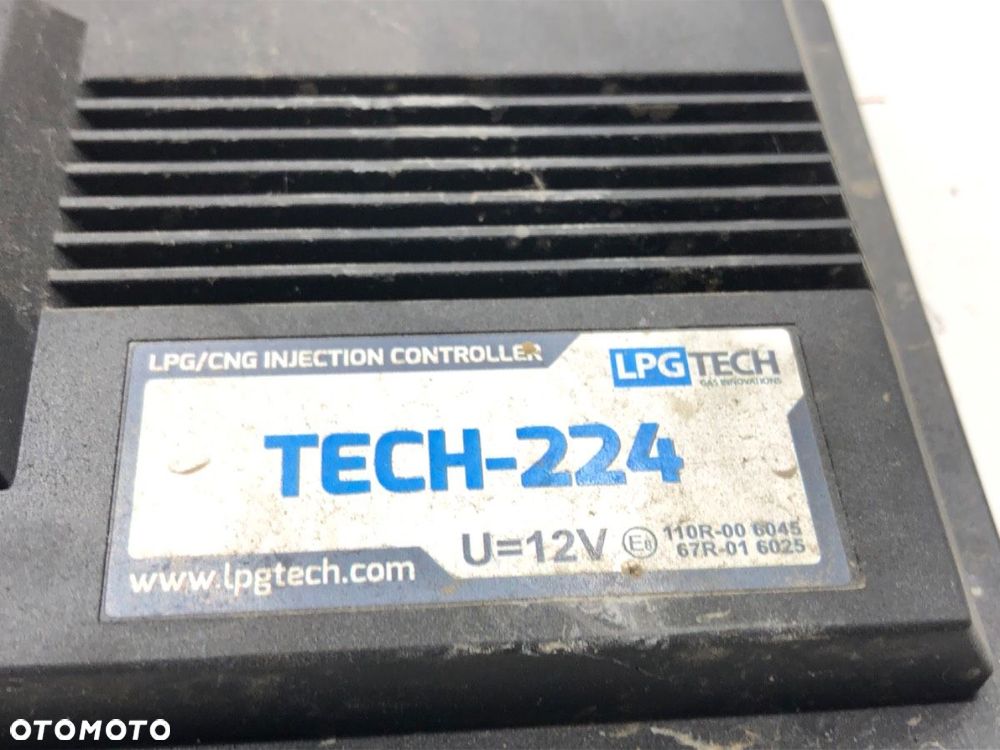 LPG/CNG INJECTION CONTROLLER
LPGTECH
GAS INNOVATIONS
TECH-224
U=12V E8 110R-00 6045
67R-01 6025
www.lpgtech.com
OTOMOTO